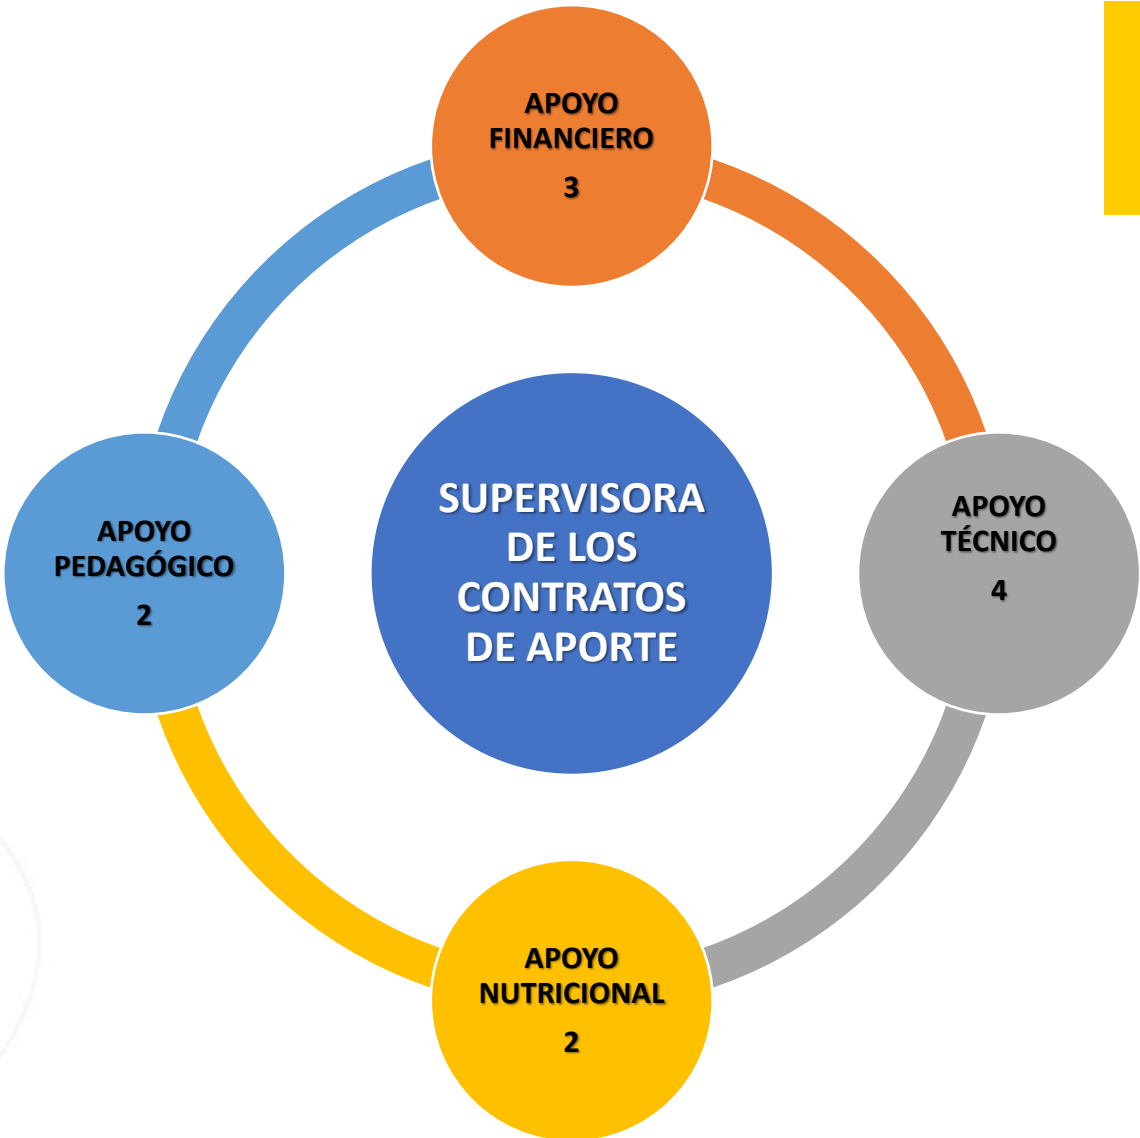 APOYO
FINANCIERO
3
APOYO
PEDAGÓGICO
2
SUPERVISORA
DE LOS
CONTRATOS
DE APORTE
APOYO
TÉCNICO
4
APOYO
NUTRICIONAL
2